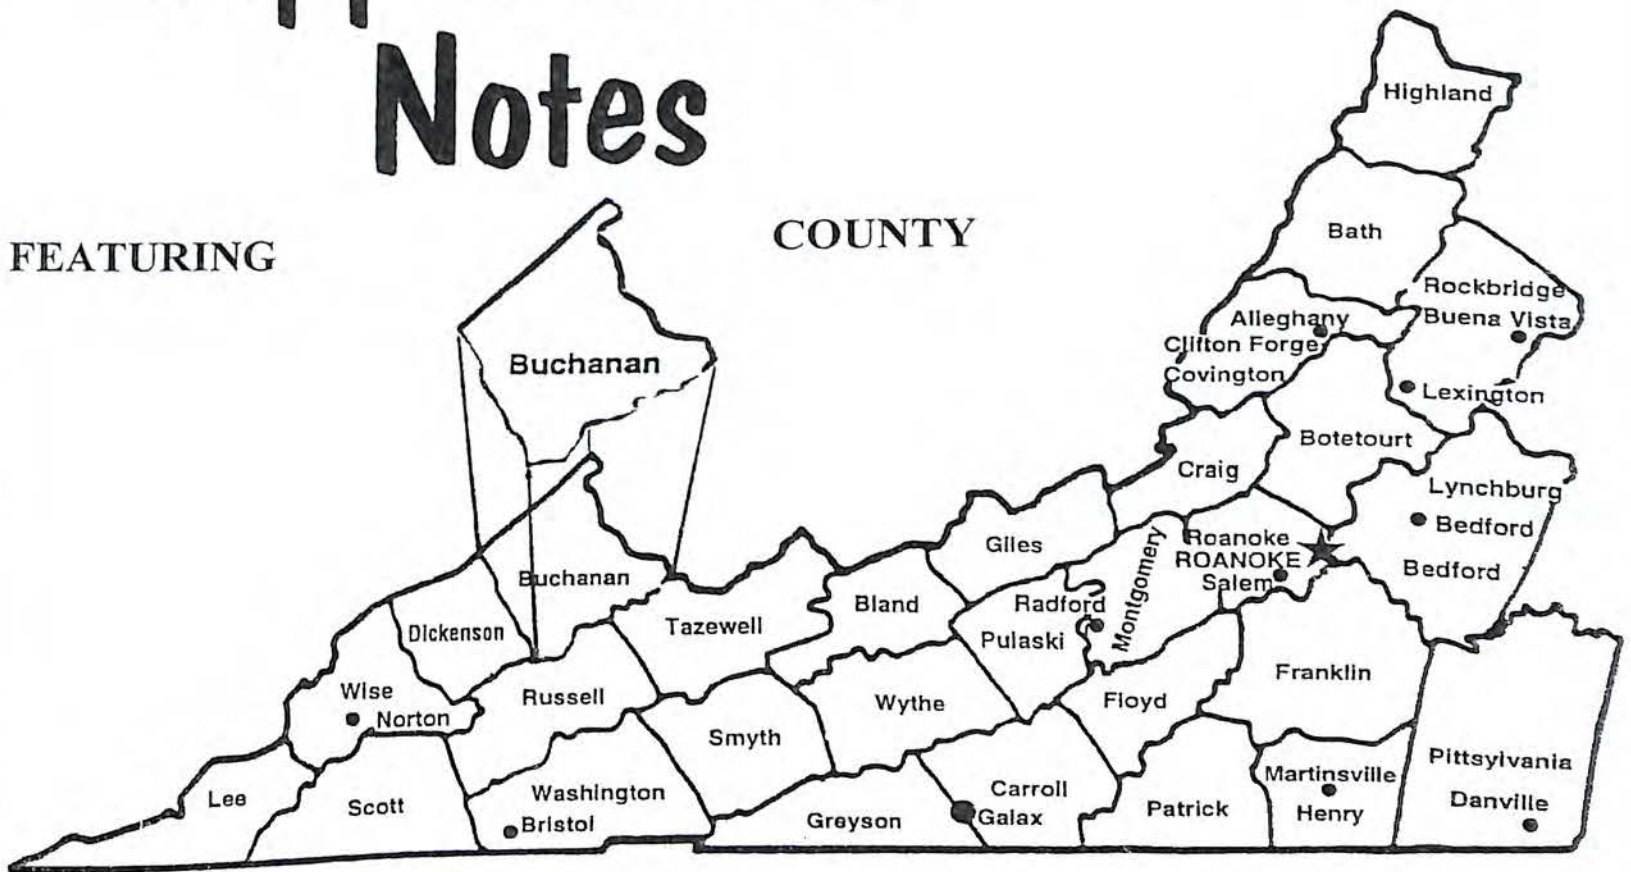 Notes
FEATURING
COUNTY
Buchanan
Highland
Bath
Rockbridge
Buena Vista
Alleghany
Clifton Forge
Covington
Lexington
Botetourt
Craig
Lynchburg
Bedford
Bedford
Roanoke
ROANOKE
Salem
Giles
Montgomery
Radford
Pulaski
Bland
Tazewell
Buchanan
Dickenson
Wise
Norton
Russell
Wythe
Floyd
Franklin
Smyth
Lee
Scott
Washington
Bristol
Greyson
Carroll
Galax
Patrick
Martinsville
Henry
Pittsylvania
Danville